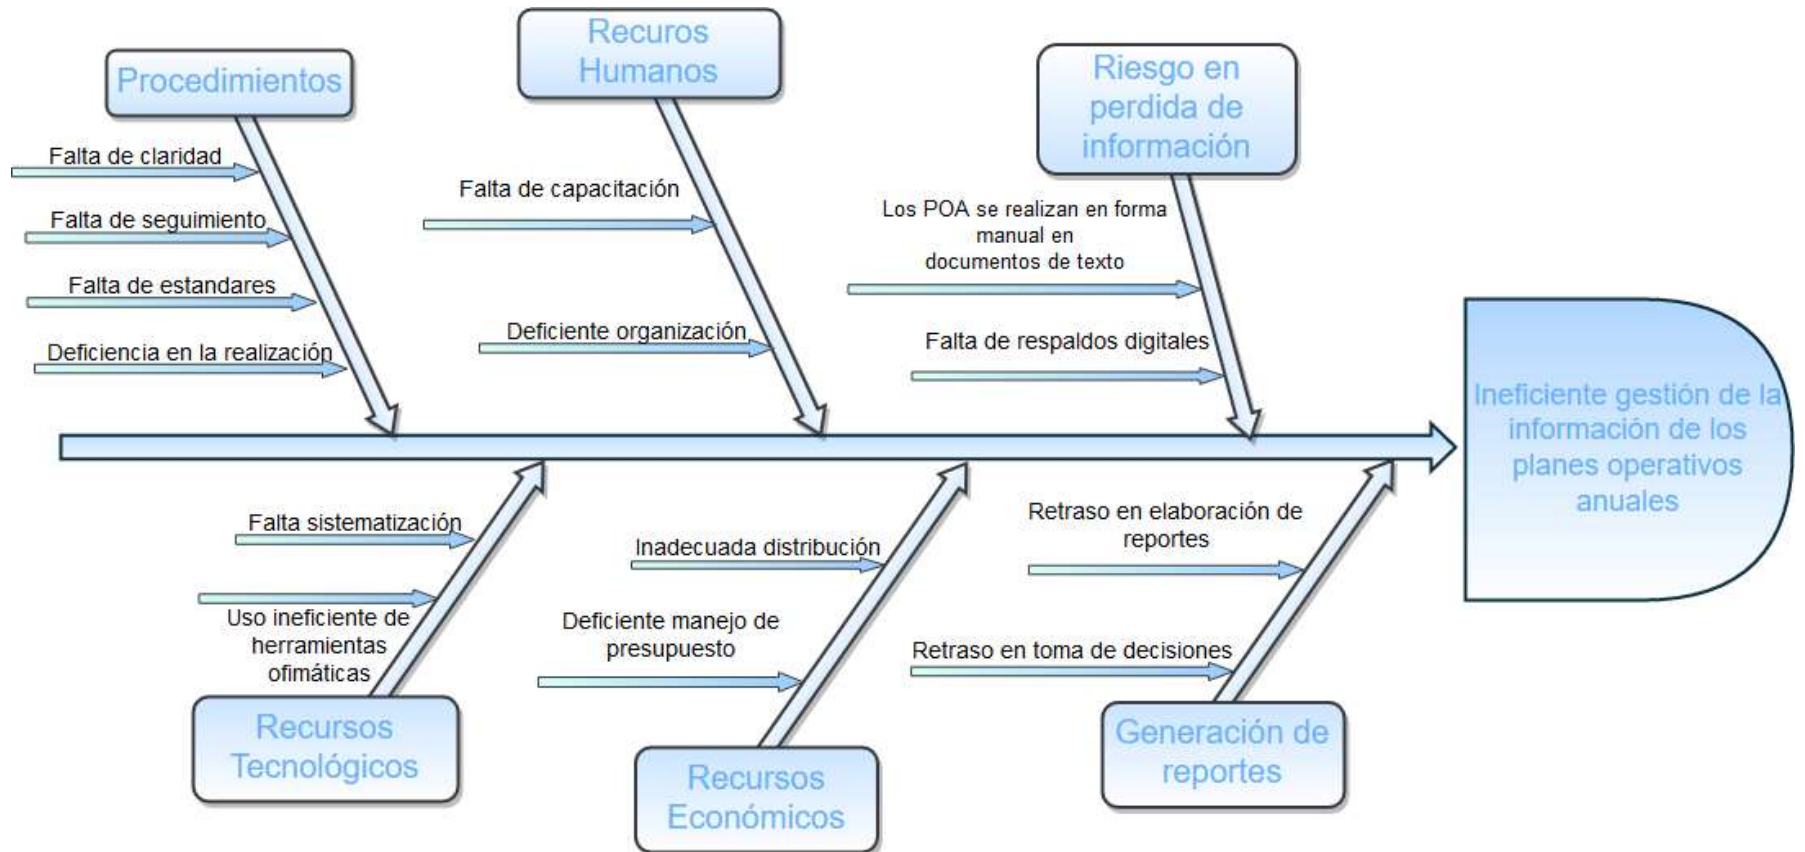 Procedimientos
Falta de claridad
Falta de seguimiento
Falta de estandares
Deficiencia en la realización
Recuros
Humanos
Falta de capacitación
Deficiente organización
Riesgo en
perdida de
información
Los POA se realizan en forma
manual en
documentos de texto
Falta de respaldos digitales
Ineficiente gestión de la
información de los
planes operativos
anuales
Falta sistematización
Uso ineficiente de
herramientas
ofimáticas
Recursos
Tecnológicos
Inadecuada distribución
Deficiente manejo de
presupuesto
Recursos
Económicos
Retraso en elaboración de
reportes
Retraso en toma de decisiones
Generación de
reportes